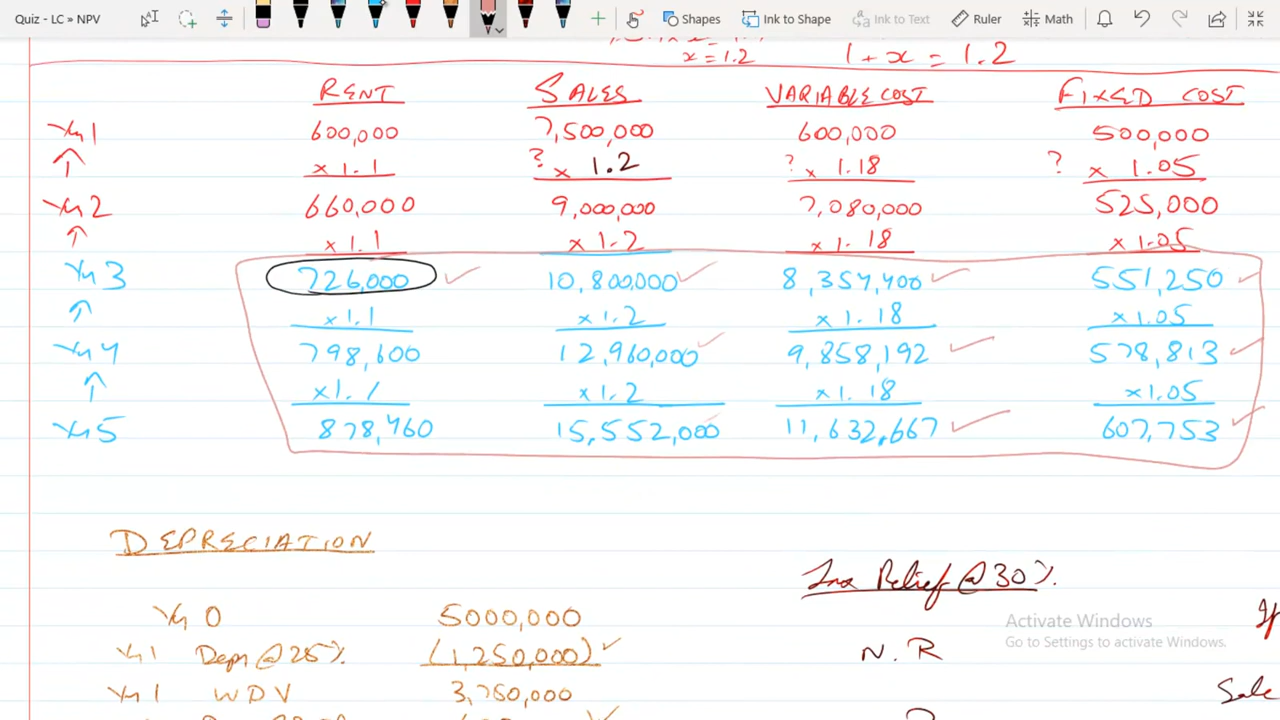 Quiz - LC » NPV
Shapes Ink to Shape Ink to Text Ruler Math
x = 1.2 1 + x = 1.2
RENT SALES VARIABLE COST FIXED COST
Yr 1 600,000 7,500,000 600,000 500,000
↑ x 1.1 ? x 1.2 ? x 1.18 ? x 1.05
Yr 2 660,000 9,000,000 7,080,000 525,000
↑ x 1.1 x 1.2 x 1.18 x 1.05
Yr 3 726,000 10,800,000 8,354,400 551,250
↑ x 1.1 x 1.2 x 1.18 x 1.05
Yr 4 798,600 12,960,000 9,858,192 578,813
↑ x 1.1 x 1.2 x 1.18 x 1.05
Yr 5 878,460 15,552,000 11,632,667 607,753
DEPRECIATION
Tax Relief @ 30%.
Yr 0 5000,000
Activate Windows
Go to Settings to activate Windows.
Yr 1 Depn @ 25% (1,250,000) N.R
Yr 1 WDV 3,750,000 Sale